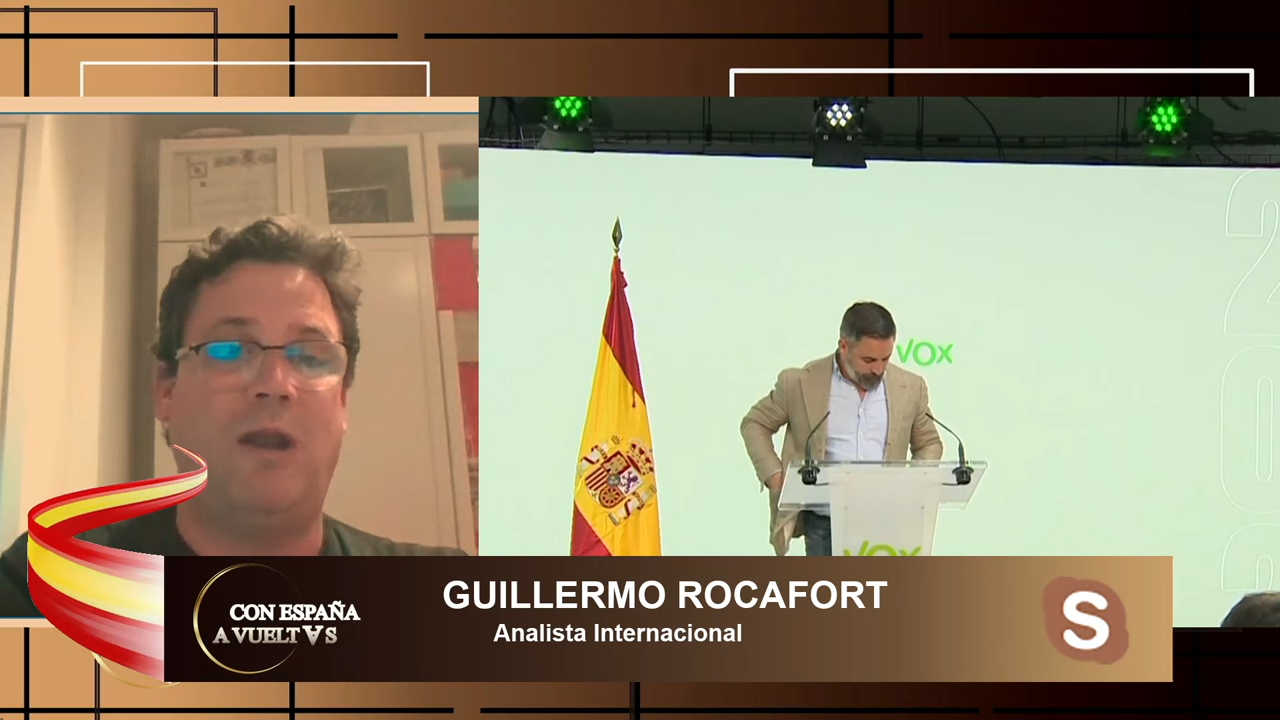 VOX
VOX
CON ESPAÑA
A VUELTAS
GUILLERMO ROCAFORT
Analista Internacional
S